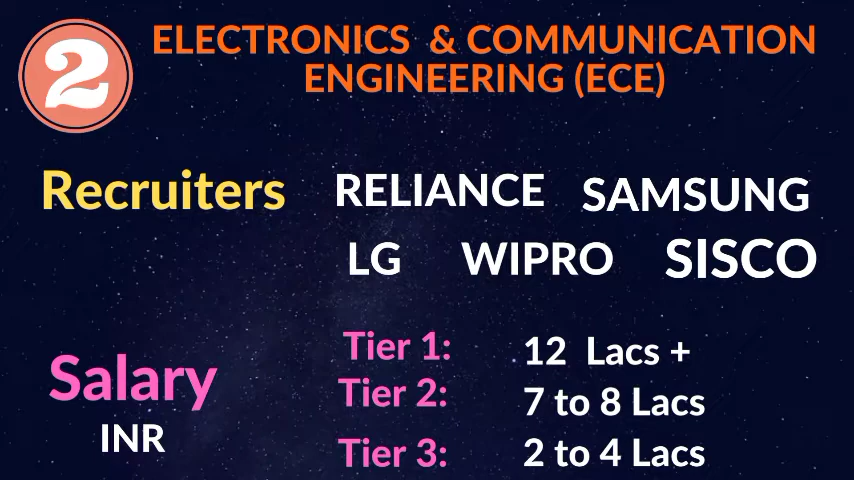 2
ELECTRONICS & COMMUNICATION
ENGINEERING (ECE)
Recruiters
RELIANCE SAMSUNG
LG WIPRO SISCO
Salary
INR
Tier 1: 12 Lacs +
Tier 2: 7 to 8 Lacs
Tier 3: 2 to 4 Lacs